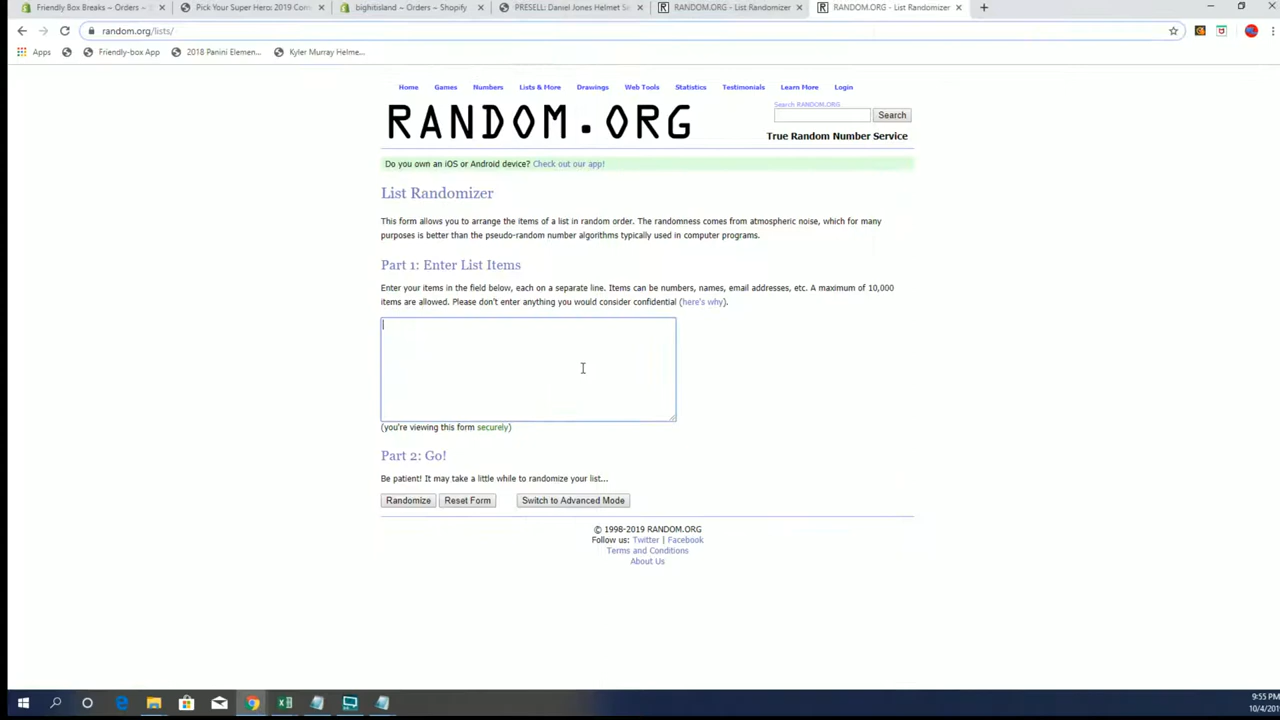 Friendly Box Breaks ~ Orders ~ S
Pick Your Super Hero: 2019 Con
bighitisland ~ Orders ~ Shopify
PRESELL: Daniel Jones Helmet Se
RANDOM.ORG - List Randomizer
RANDOM.ORG - List Randomizer
random.org/lists/
Apps
Friendly-box App
2018 Panini Elemen...
Kyler Murray Helme...
Home Games Numbers Lists & More Drawings Web Tools Statistics Testimonials Learn More Login
RANDOM.ORG
Search RANDOM.ORG
Search
True Random Number Service
Do you own an iOS or Android device? Check out our app!
List Randomizer
This form allows you to arrange the items of a list in random order. The randomness comes from atmospheric noise, which for many
purposes is better than the pseudo-random number algorithms typically used in computer programs.
Part 1: Enter List Items
Enter your items in the field below, each on a separate line. Items can be numbers, names, email addresses, etc. A maximum of 10,000
items are allowed. Please don't enter anything you would consider confidential (here's why).
(you're viewing this form securely)
Part 2: Go!
Be patient! It may take a little while to randomize your list...
Randomize Reset Form Switch to Advanced Mode
© 1998-2019 RANDOM.ORG
Follow us: Twitter | Facebook
Terms and Conditions
About Us
9:55 PM
10/4/201